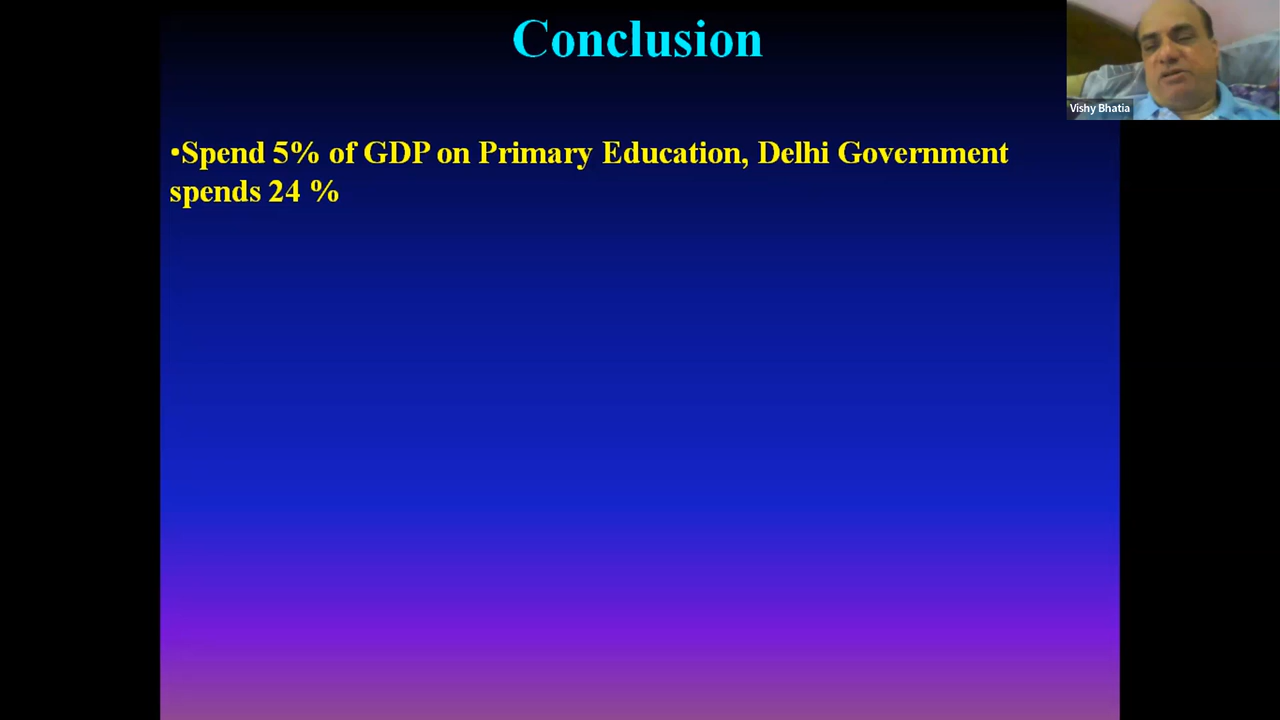 Conclusion
Vishy Bhatia
•Spend 5% of GDP on Primary Education, Delhi Government
spends 24 %